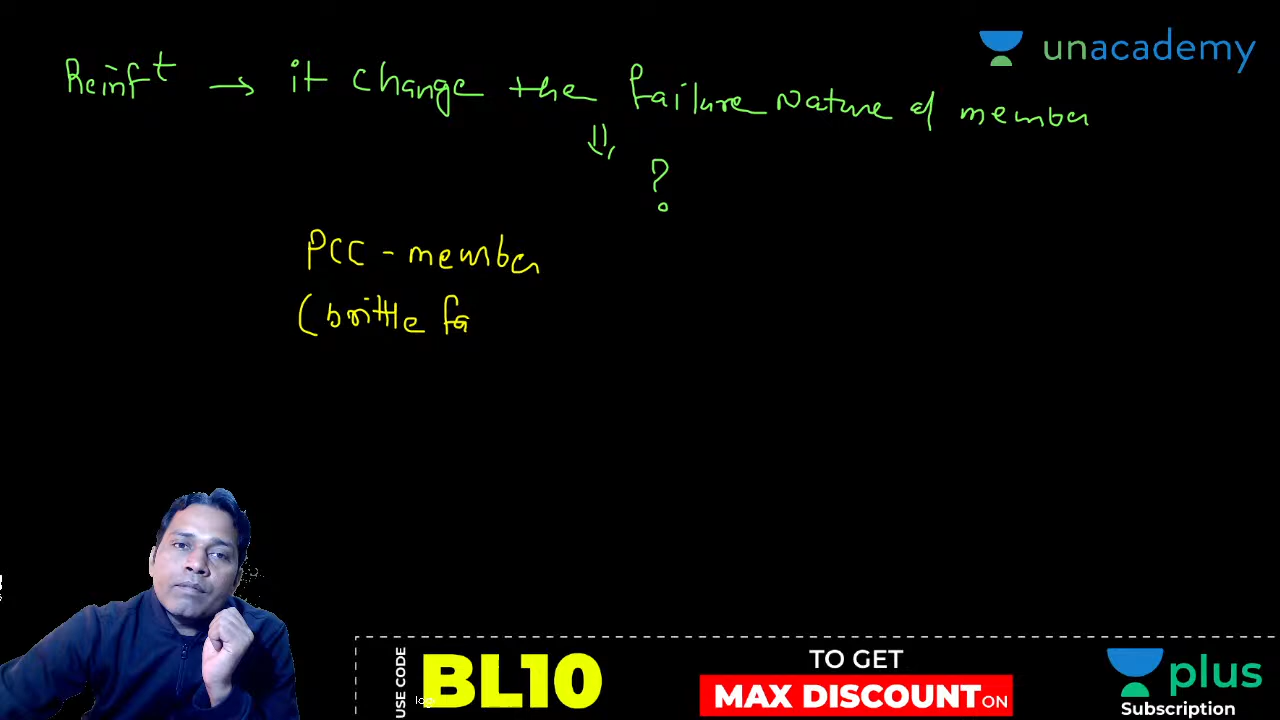 unacademy
Reinf^t → it change the failure Nature of member
⇓
?
PCC - member
(brittle fa
USE CODE
BL10
TO GET
MAX DISCOUNT ON
plus
Subscription